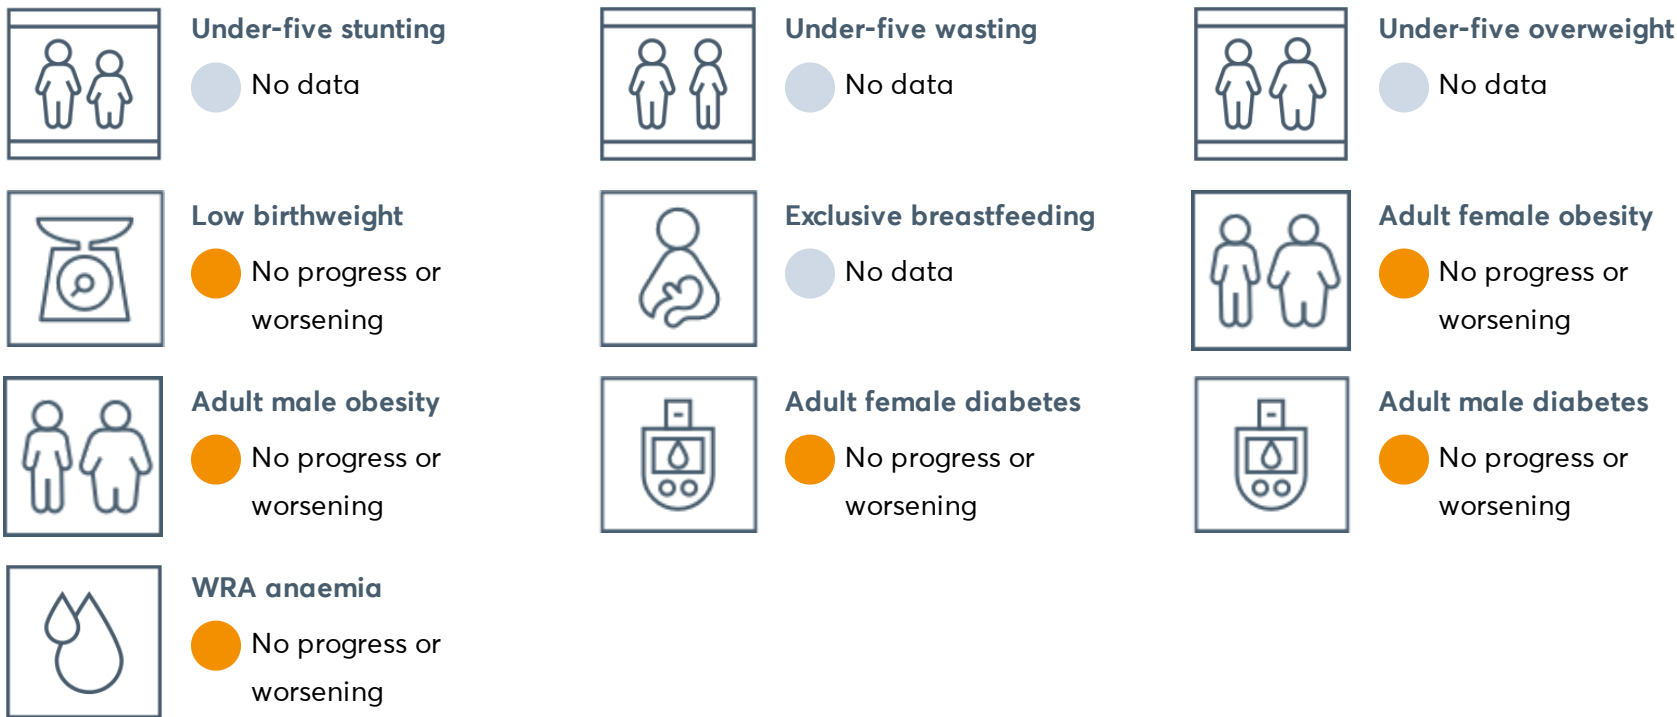 Under-five stunting
No data
Under-five wasting
No data
Under-five overweight
No data
Low birthweight
No progress or
worsening
Exclusive breastfeeding
No data
Adult female obesity
No progress or
worsening
Adult male obesity
No progress or
worsening
Adult female diabetes
No progress or
worsening
Adult male diabetes
No progress or
worsening
WRA anaemia
No progress or
worsening